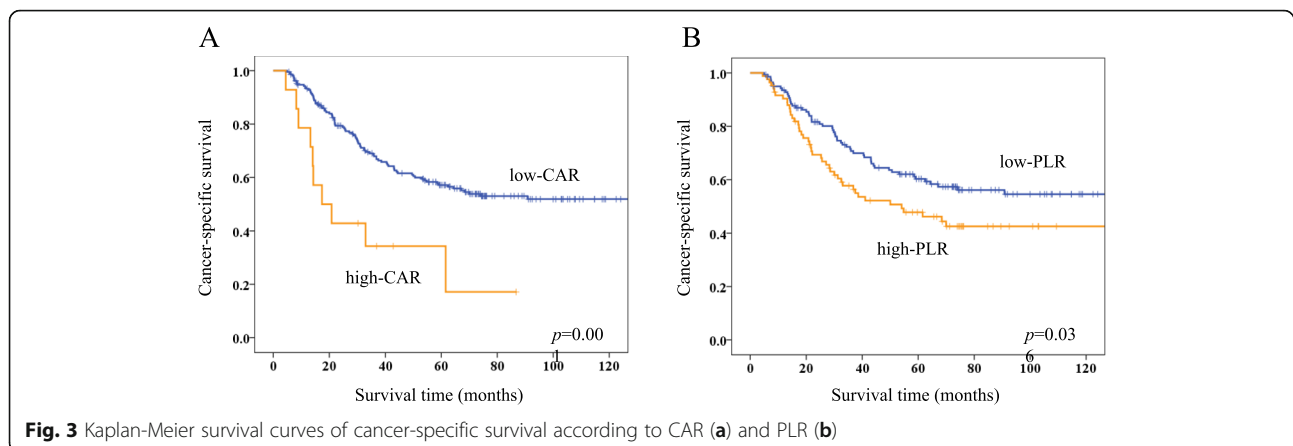 A
B
1.0
0.8
0.6
0.4
0.2
0.0
Cancer-specific survival
low-CAR
high-CAR
p=0.00
1
0 20 40 60 80 100 120
Survival time (months)
1.0
0.8
0.6
0.4
0.2
0.0
Cancer-specific survival
low-PLR
high-PLR
p=0.03
6
0 20 40 60 80 100 120
Survival time (months)
Fig. 3 Kaplan-Meier survival curves of cancer-specific survival according to CAR (a) and PLR (b)